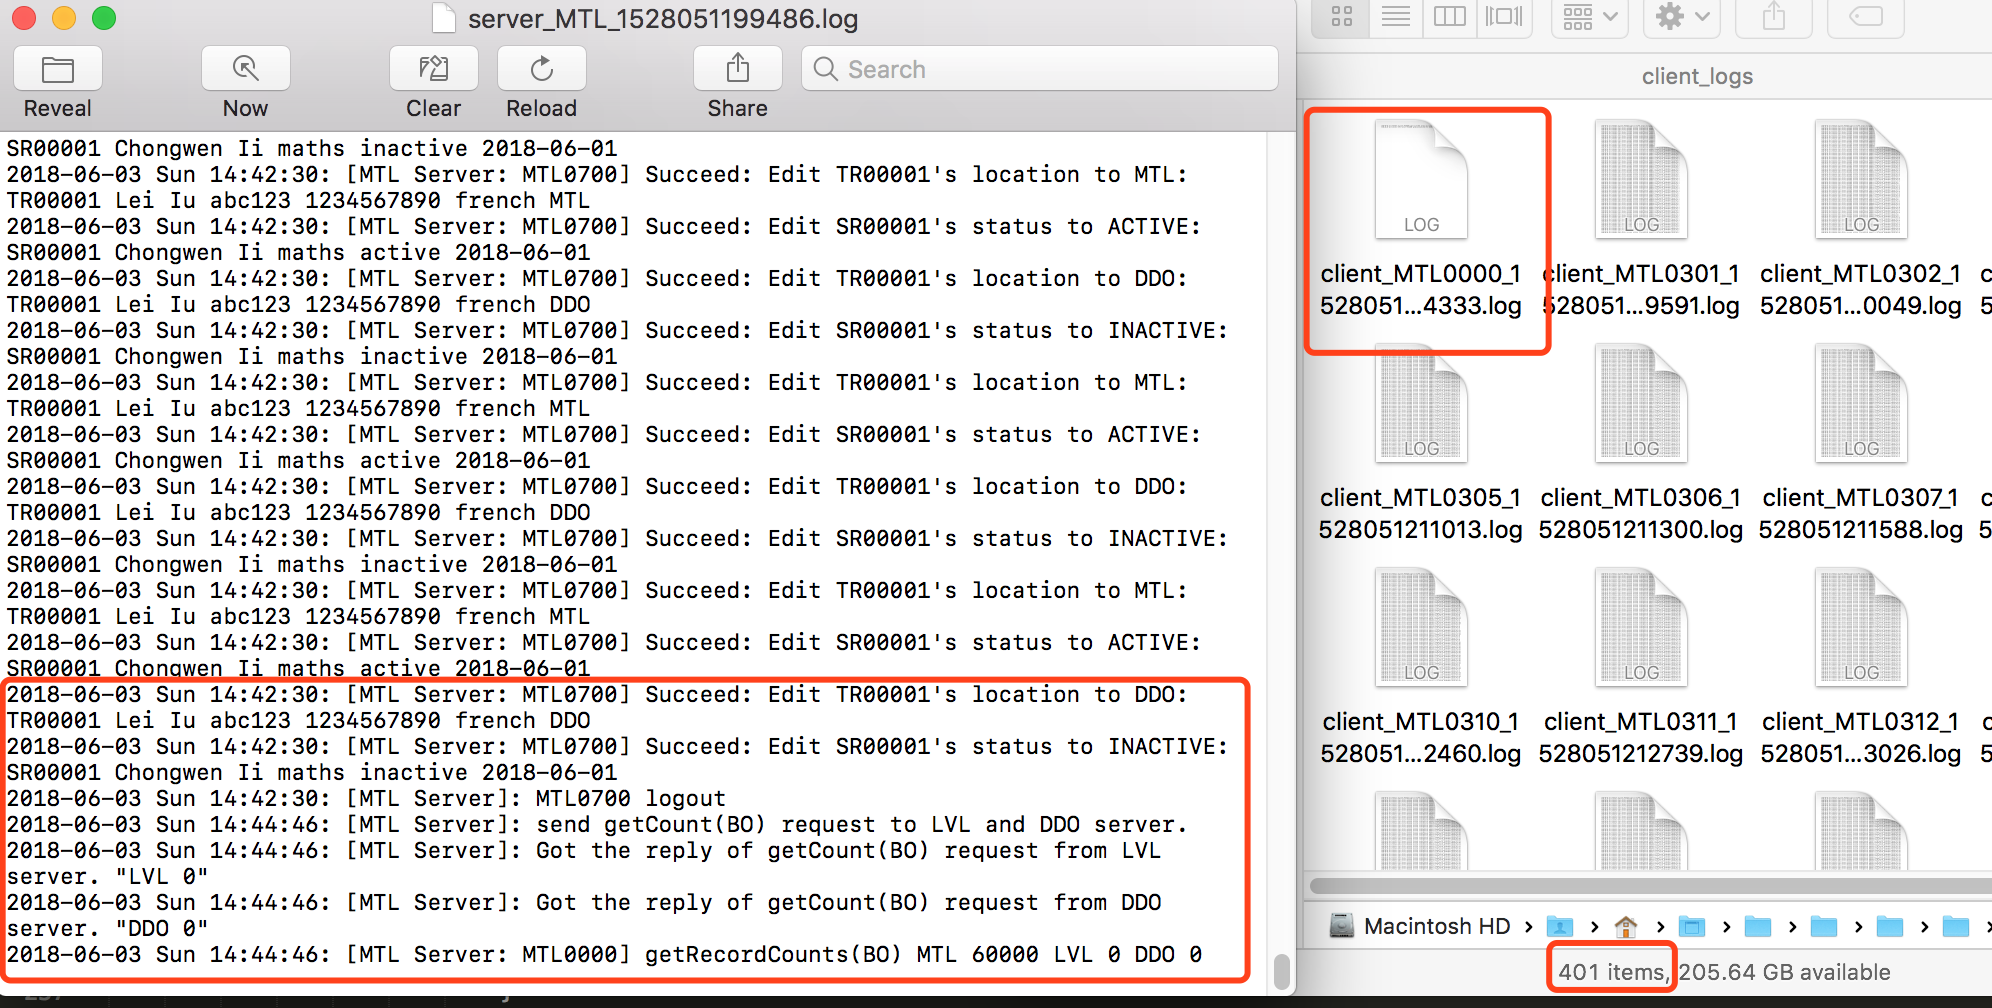 server_MTL_1528051199486.log
Reveal
Now
Clear
Reload
Share
Search
SR00001 Chongwen Ii maths inactive 2018-06-01
2018-06-03 Sun 14:42:30: [MTL Server: MTL0700] Succeed: Edit TR00001's location to MTL:
TR00001 Lei Iu abc123 1234567890 french MTL
2018-06-03 Sun 14:42:30: [MTL Server: MTL0700] Succeed: Edit SR00001's status to ACTIVE:
SR00001 Chongwen Ii maths active 2018-06-01
2018-06-03 Sun 14:42:30: [MTL Server: MTL0700] Succeed: Edit TR00001's location to DDO:
TR00001 Lei Iu abc123 1234567890 french DDO
2018-06-03 Sun 14:42:30: [MTL Server: MTL0700] Succeed: Edit SR00001's status to INACTIVE:
SR00001 Chongwen Ii maths inactive 2018-06-01
2018-06-03 Sun 14:42:30: [MTL Server: MTL0700] Succeed: Edit TR00001's location to MTL:
TR00001 Lei Iu abc123 1234567890 french MTL
2018-06-03 Sun 14:42:30: [MTL Server: MTL0700] Succeed: Edit SR00001's status to ACTIVE:
SR00001 Chongwen Ii maths active 2018-06-01
2018-06-03 Sun 14:42:30: [MTL Server: MTL0700] Succeed: Edit TR00001's location to DDO:
TR00001 Lei Iu abc123 1234567890 french DDO
2018-06-03 Sun 14:42:30: [MTL Server: MTL0700] Succeed: Edit SR00001's status to INACTIVE:
SR00001 Chongwen Ii maths inactive 2018-06-01
2018-06-03 Sun 14:42:30: [MTL Server: MTL0700] Succeed: Edit TR00001's location to MTL:
TR00001 Lei Iu abc123 1234567890 french MTL
2018-06-03 Sun 14:42:30: [MTL Server: MTL0700] Succeed: Edit SR00001's status to ACTIVE:
SR00001 Chongwen Ii maths active 2018-06-01
2018-06-03 Sun 14:42:30: [MTL Server: MTL0700] Succeed: Edit TR00001's location to DDO:
TR00001 Lei Iu abc123 1234567890 french DDO
2018-06-03 Sun 14:42:30: [MTL Server: MTL0700] Succeed: Edit SR00001's status to INACTIVE:
SR00001 Chongwen Ii maths inactive 2018-06-01
2018-06-03 Sun 14:42:30: [MTL Server]: MTL0700 logout
2018-06-03 Sun 14:44:46: [MTL Server]: send getCount(BO) request to LVL and DDO server.
2018-06-03 Sun 14:44:46: [MTL Server]: Got the reply of getCount(BO) request from LVL
server. "LVL 0"
2018-06-03 Sun 14:44:46: [MTL Server]: Got the reply of getCount(BO) request from DDO
server. "DDO 0"
2018-06-03 Sun 14:44:46: [MTL Server: MTL0000] getRecordCounts(BO) MTL 60000 LVL 0 DDO 0
client_logs
LOG
LOG
LOG
client_MTL0000_1
528051...4333.log
client_MTL0301_1
528051...9591.log
client_MTL0302_1
528051...0049.log
LOG
LOG
LOG
client_MTL0305_1
528051211013.log
client_MTL0306_1
528051211300.log
client_MTL0307_1
528051211588.log
LOG
LOG
LOG
client_MTL0310_1
528051...2460.log
client_MTL0311_1
528051212739.log
client_MTL0312_1
528051...3026.log
Macintosh HD
401 items, 205.64 GB available